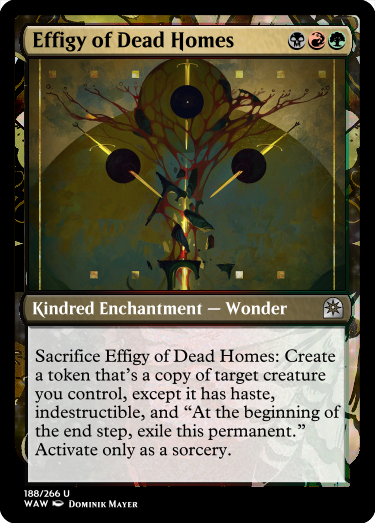 Effigy of Dead Homes
Kindred Enchantment — Wonder
Sacrifice Effigy of Dead Homes: Create
a token that's a copy of target creature
you control, except it has haste,
indestructible, and “At the beginning of
the end step, exile this permanent.”
Activate only as a sorcery.
188/266 U
WAW Dominik Mayer